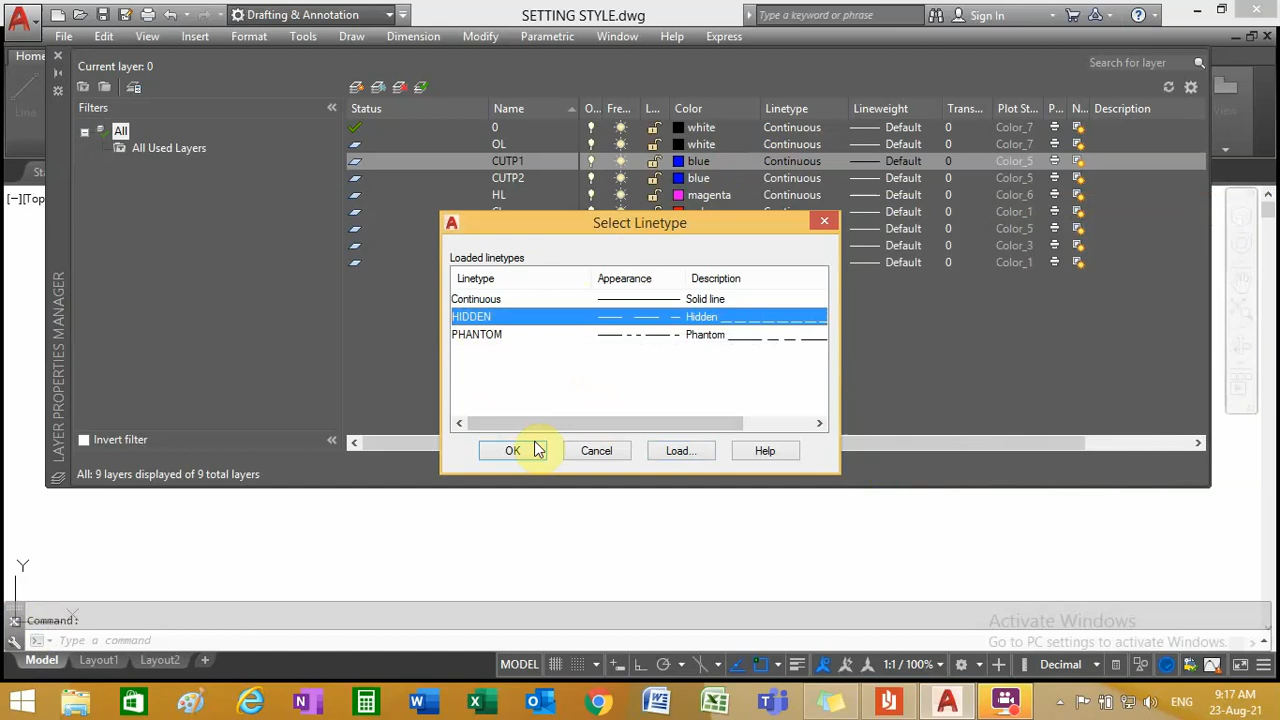 Drafting & Annotation
SETTING STYLE.dwg
Type a keyword or phrase
Sign In
File Edit View Insert Format Tools Draw Dimension Modify Parametric Window Help Express
Home
Current layer: 0
Search for layer
Line
View
Filters
All
All Used Layers
Invert filter
Status Name O.. Fre... L... Color Linetype Lineweight Trans... Plot St... P... N... Description
0 white Continuous Default 0 Color_7
OL white Continuous Default 0 Color_7
CUTP1 blue Continuous Default 0 Color_5
CUTP2 blue Continuous Default 0 Color_5
HL magenta Continuous Default 0 Color_6
Default 0 Color_1
Default 0 Color_5
Default 0 Color_3
Default 0 Color_1
LAYER PROPERTIES MANAGER
[−][Top
Select Linetype
Loaded linetypes
Linetype Appearance Description
Continuous Solid line
HIDDEN Hidden
PHANTOM Phantom
OK Cancel Load... Help
All: 9 layers displayed of 9 total layers
Y
X
Command:
Type a command
Activate Windows
Go to PC settings to activate Windows.
Model Layout1 Layout2 +
MODEL
1:1 / 100%
Decimal
ENG
9:17 AM
23-Aug-21